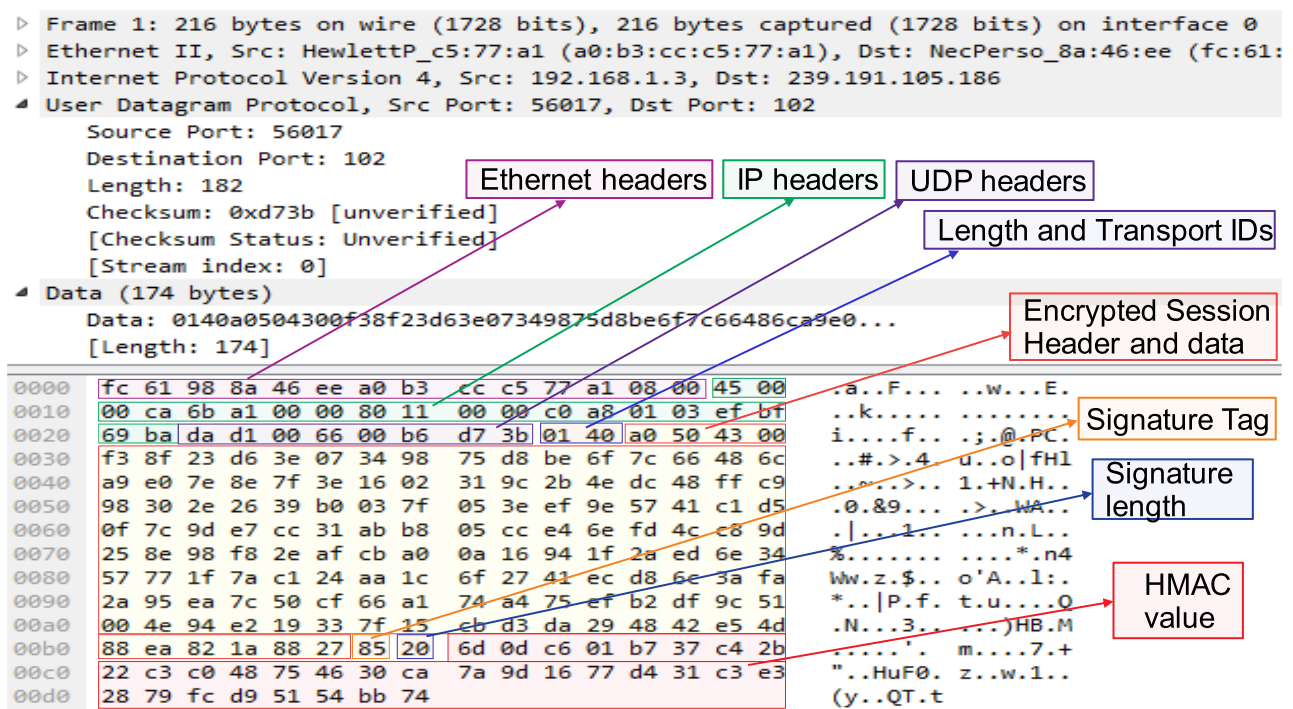 Frame 1: 216 bytes on wire (1728 bits), 216 bytes captured (1728 bits) on interface 0
Ethernet II, Src: HewlettP_c5:77:a1 (a0:b3:cc:c5:77:a1), Dst: NecPerso_8a:46:ee (fc:61:
Internet Protocol Version 4, Src: 192.168.1.3, Dst: 239.191.105.186
User Datagram Protocol, Src Port: 56017, Dst Port: 102
Source Port: 56017
Destination Port: 102
Length: 182
Checksum: 0xd73b [unverified]
[Checksum Status: Unverified]
[Stream index: 0]
Data (174 bytes)
Data: 0140a0504300f38f23d63e07349875d8be6f7c66486ca9e0...
[Length: 174]
Ethernet headers
IP headers
UDP headers
Length and Transport IDs
Encrypted Session
Header and data
Signature Tag
Signature
length
HMAC
value
0000 fc 61 98 8a 46 ee a0 b3 cc c5 77 a1 08 00 45 00 .a..F... ..w...E.
0010 00 ca 6b a1 00 00 80 11 00 00 c0 a8 01 03 ef bf ..k..... ........
0020 69 ba da d1 00 66 00 b6 d7 3b 01 40 a0 50 43 00 i....f.. .;.@.PC.
0030 f3 8f 23 d6 3e 07 34 98 75 d8 be 6f 7c 66 48 6c ..#.>.4. u..o|fHl
0040 a9 e0 7e 8e 7f 3e 16 02 31 9c 2b 4e dc 48 ff c9 ..~..>.. 1.+N.H..
0050 98 30 2e 26 39 b0 03 7f 05 3e ef 9e 57 41 c1 d5 .0.&9... .>..WA..
0060 0f 7c 9d e7 cc 31 ab b8 05 cc e4 6e fd 4c c8 9d .|...1.. ...n.L..
0070 25 8e 98 f8 2e af cb a0 0a 16 94 1f 2a ed 6e 34 %....... ....*.n4
0080 57 77 1f 7a c1 24 aa 1c 6f 27 41 ec d8 6c 3a fa Ww.z.$.. o'A..l:.
0090 2a 95 ea 7c 50 cf 66 a1 74 a4 75 ef b2 df 9c 51 *..|P.f. t.u....Q
00a0 00 4e 94 e2 19 33 7f 15 cb d3 da 29 48 42 e5 4d .N...3.. ...)HB.M
00b0 88 ea 82 1a 88 27 85 20 6d 0d c6 01 b7 37 c4 2b .....'. m....7.+
00c0 22 c3 c0 48 75 46 30 ca 7a 9d 16 77 d4 31 c3 e3 "..HuF0. z..w.1..
00d0 28 79 fc d9 51 54 bb 74 (y..QT.t